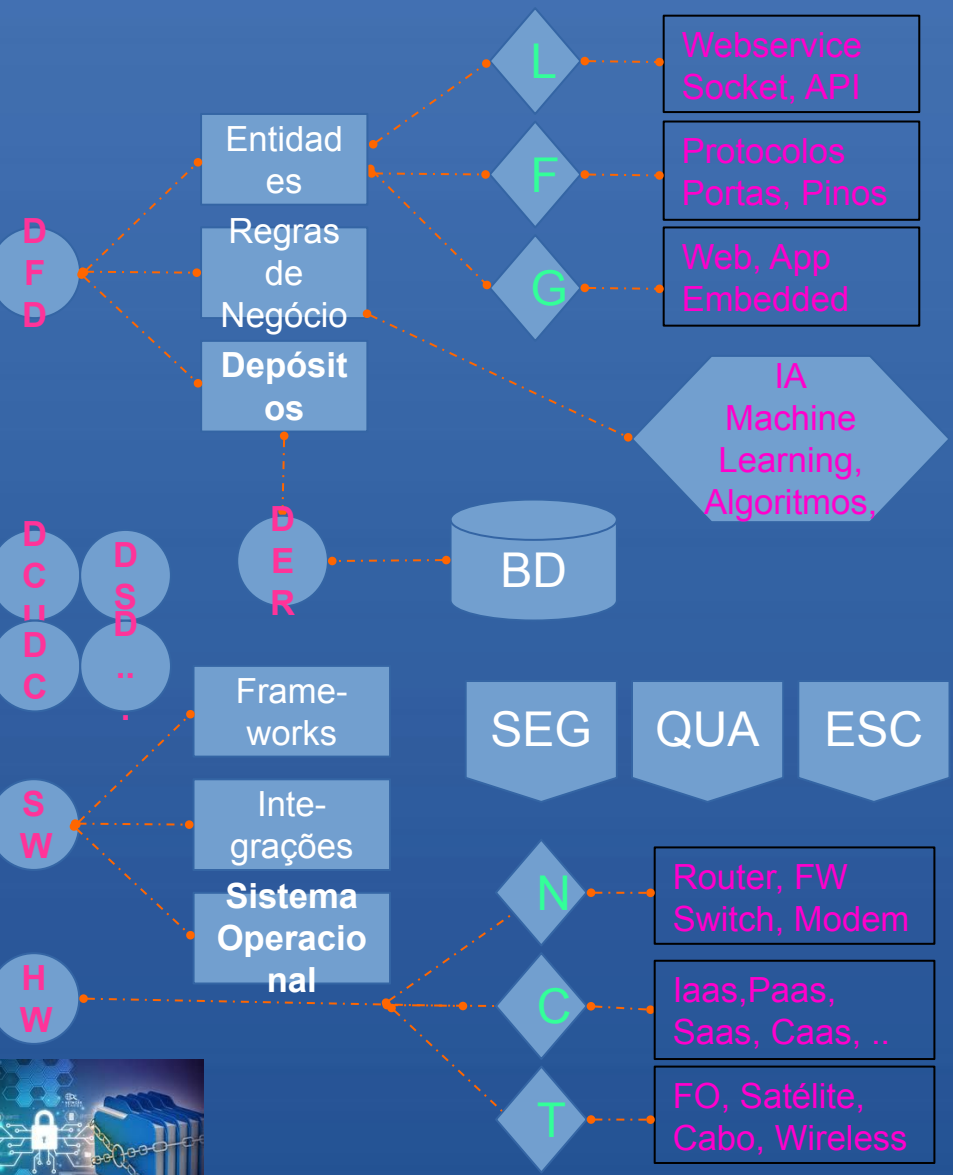 L
Webservice
Socket, API
Entidad
es
F
Protocolos
Portas, Pinos
D
F
D
Regras
de
Negócio
G
Web, App
Embedded
Depósit
os
IA
Machine
Learning,
Algoritmos,
D
E
R
BD
D
C
D
S
D
C
D
..
.
Frame-
works
SEG
QUA
ESC
S
W
Inte-
grações
Sistema
Operacio
nal
N
Router, FW
Switch, Modem
H
W
C
Iaas,Paas,
Saas, Caas, ..
T
FO, Satélite,
Cabo, Wireless